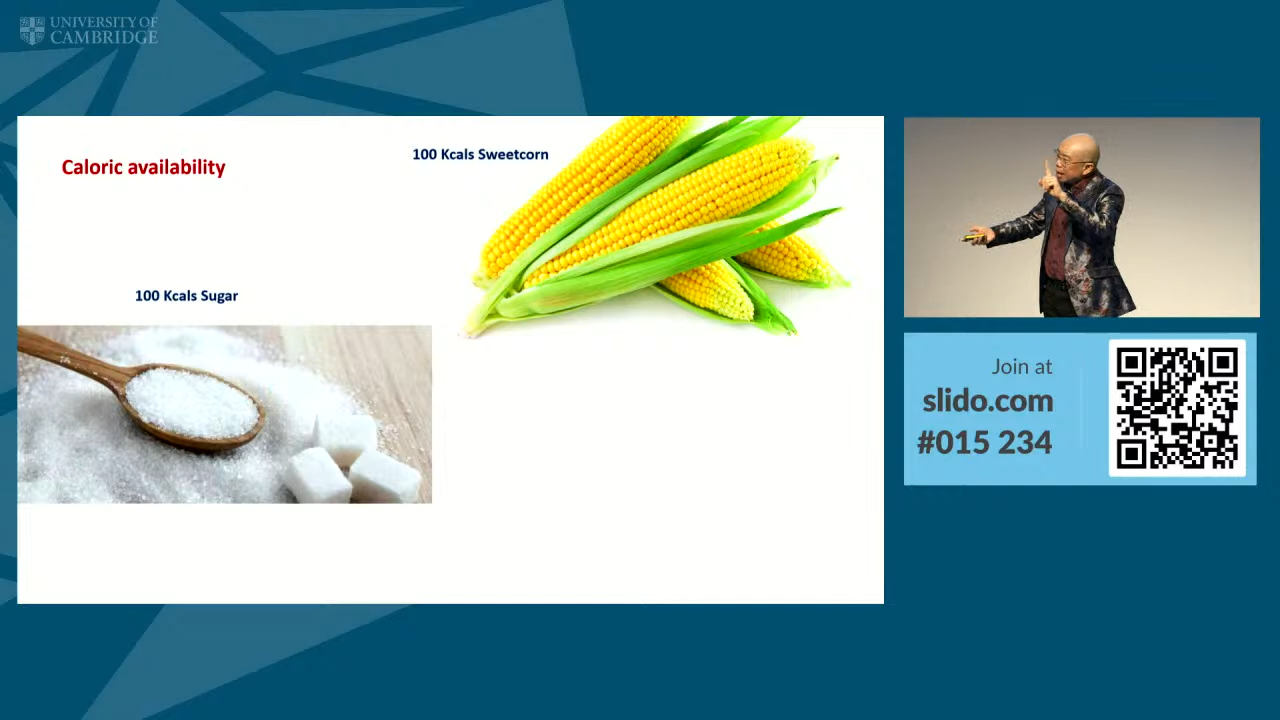 UNIVERSITY OF
CAMBRIDGE
Caloric availability
100 Kcals Sweetcorn
100 Kcals Sugar
Join at
slido.com
#015 234